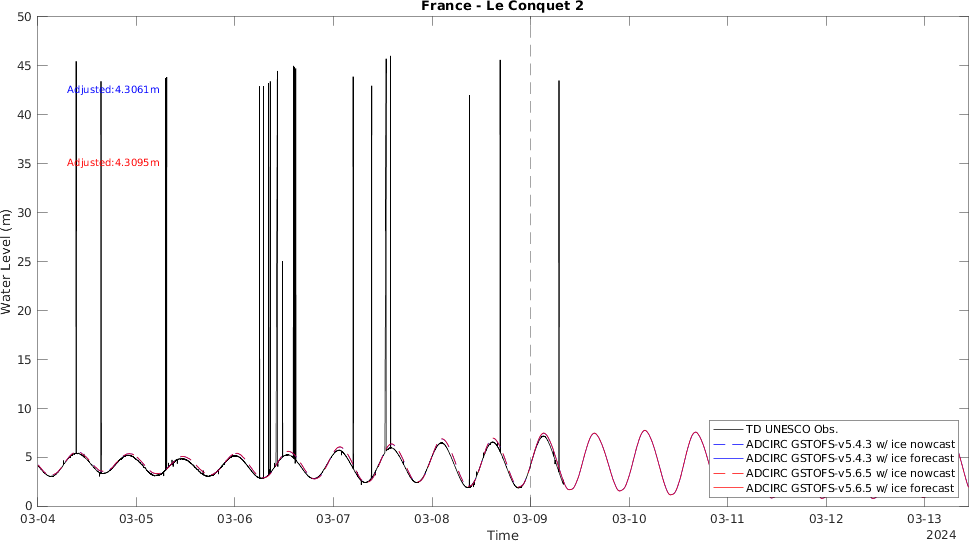 France - Le Conquet 2
50
45
40
35
30
25
20
15
10
5
0
Water Level (m)
Adjusted:4.3061m
Adjusted:4.3095m
TD UNESCO Obs.
ADCIRC GSTOFS-v5.4.3 w/ ice nowcast
ADCIRC GSTOFS-v5.4.3 w/ ice forecast
ADCIRC GSTOFS-v5.6.5 w/ ice nowcast
ADCIRC GSTOFS-v5.6.5 w/ ice forecast
03-04 03-05 03-06 03-07 03-08 03-09 03-10 03-11 03-12 03-13
Time
2024